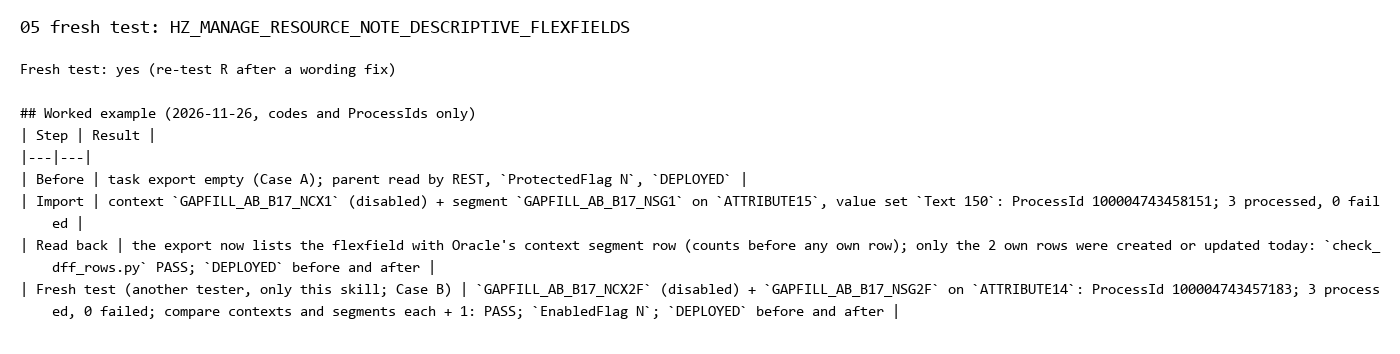 05 fresh test: HZ_MANAGE_RESOURCE_NOTE_DESCRIPTIVE_FLEXFIELDS
Fresh test: yes (re-test R after a wording fix)
## Worked example (2026-11-26, codes and ProcessIds only)
| Step | Result |
|---|---|
| Before | task export empty (Case A); parent read by REST, `ProtectedFlag N`, `DEPLOYED` |
| Import | context `GAPFILL_AB_B17_NCX1` (disabled) + segment `GAPFILL_AB_B17_NSG1` on `ATTRIBUTE15`, value set `Text 150`: ProcessId 100004743458151; 3 processed, 0 fail
ed |
| Read back | the export now lists the flexfield with Oracle's context segment row (counts before any own row); only the 2 own rows were created or updated today: `check_
dff_rows.py` PASS; `DEPLOYED` before and after |
| Fresh test (another tester, only this skill; Case B) | `GAPFILL_AB_B17_NCX2F` (disabled) + `GAPFILL_AB_B17_NSG2F` on `ATTRIBUTE14`: ProcessId 100004743457183; 3 process
ed, 0 failed; compare contexts and segments each + 1: PASS; `EnabledFlag N`; `DEPLOYED` before and after |